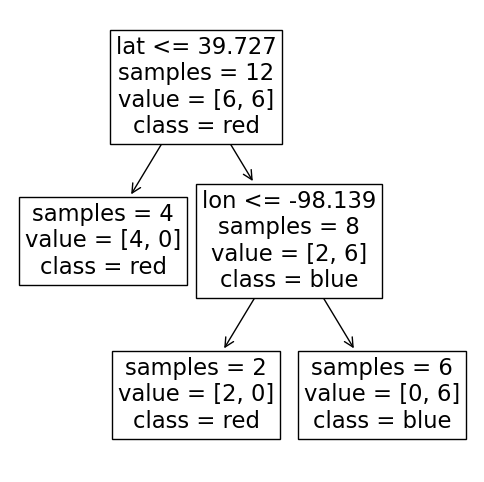 lat <= 39.727
samples = 12
value = [6, 6]
class = red
samples = 4
value = [4, 0]
class = red
lon <= -98.139
samples = 8
value = [2, 6]
class = blue
samples = 2
value = [2, 0]
class = red
samples = 6
value = [0, 6]
class = blue